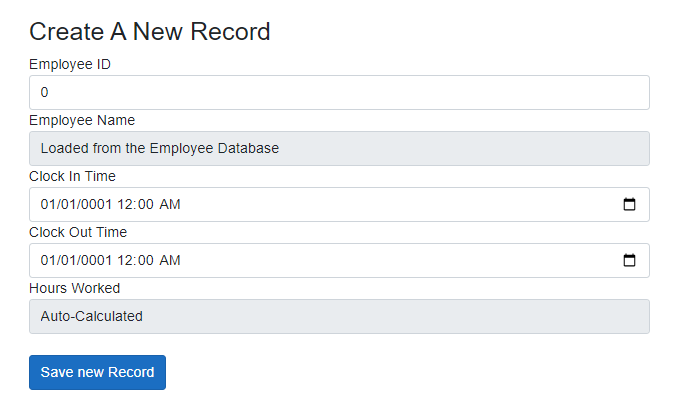 Create A New Record
Employee ID
0
Employee Name
Loaded from the Employee Database
Clock In Time
01/01/0001 12:00 AM
Clock Out Time
01/01/0001 12:00 AM
Hours Worked
Auto-Calculated
Save new Record